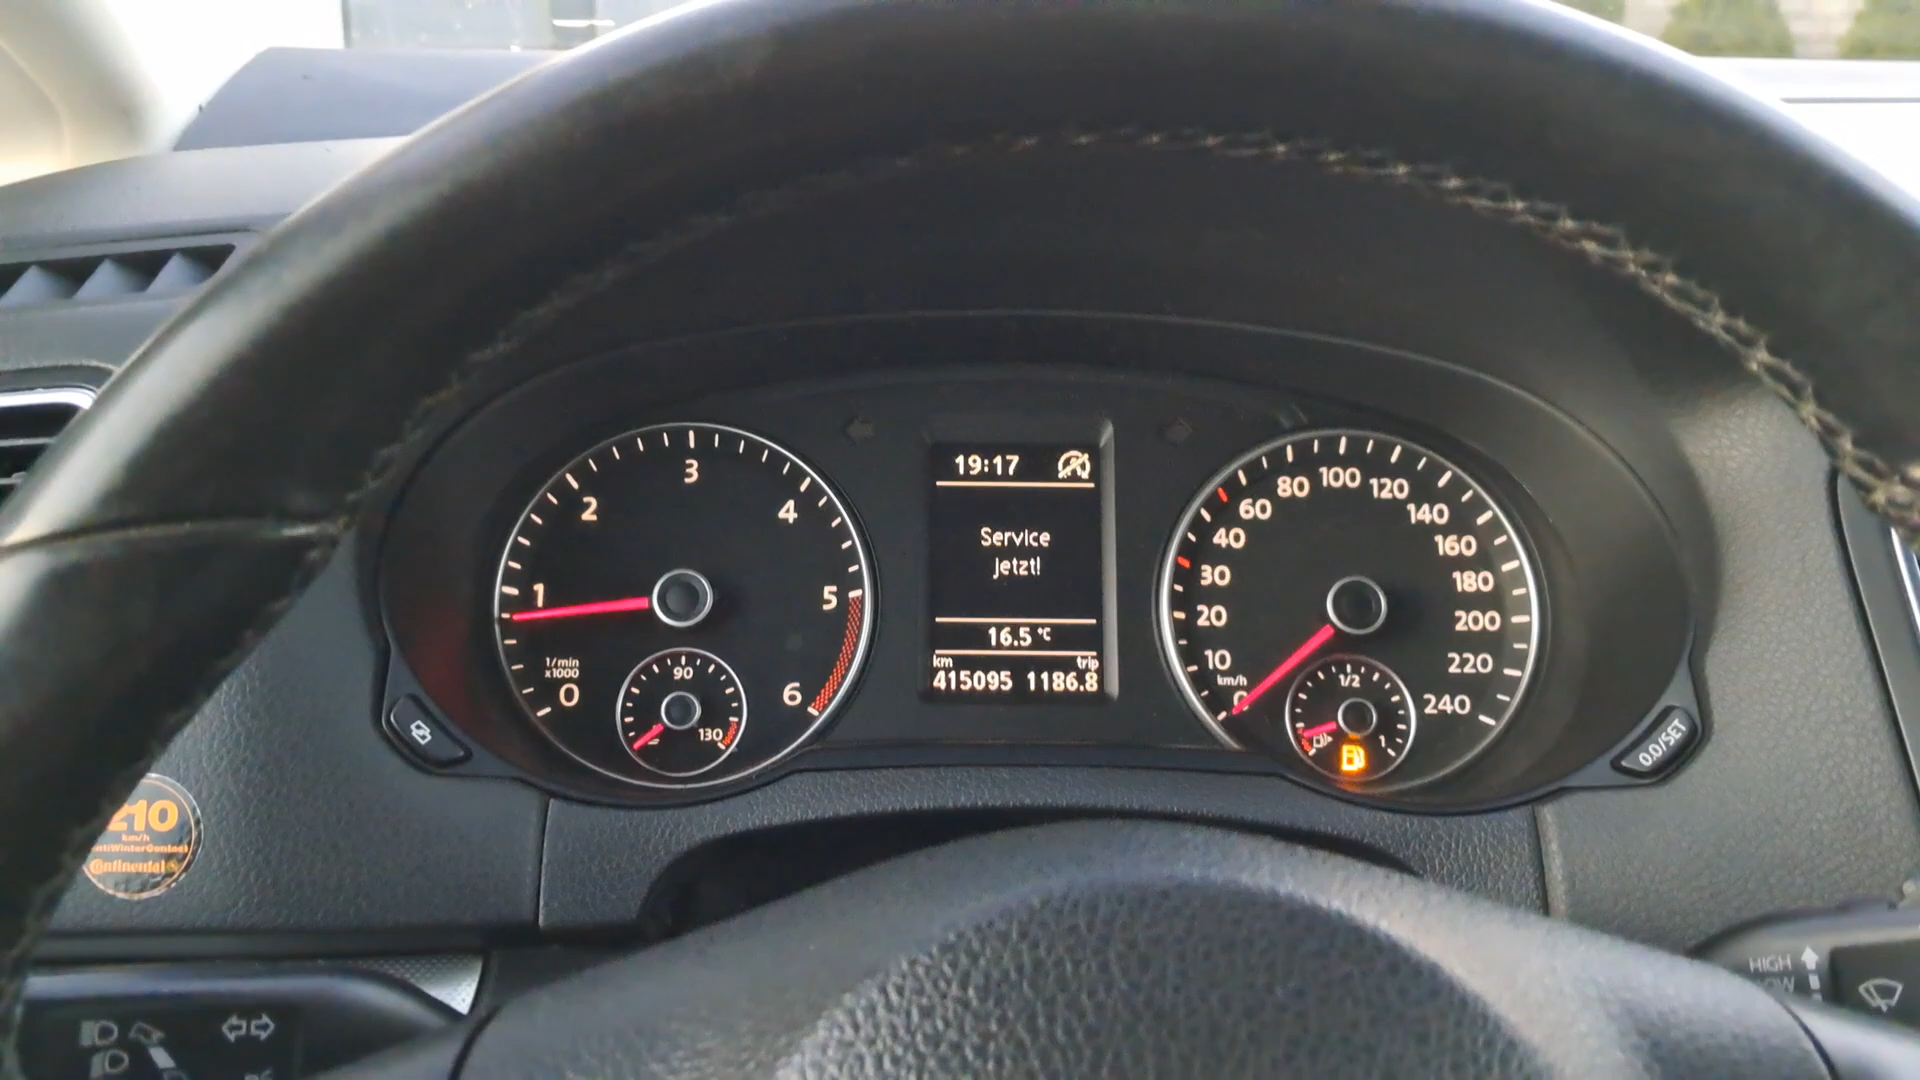 19:17
Service
jetzt!
16.5 °C
km trip
415095 1186.8
1
2
3
4
5
6
0
1/min
x1000
90
130
0
10
20
30
40
60
80
100
120
140
160
180
200
220
240
km/h
1/2
1
0.0/SET
210
km/h
Continental
HIGH